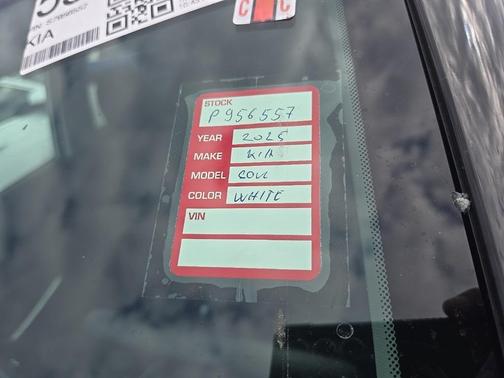 KIA
C C
STOCK
P956557
YEAR 2025
MAKE KIA
MODEL SOUL
COLOR WHITE
VIN